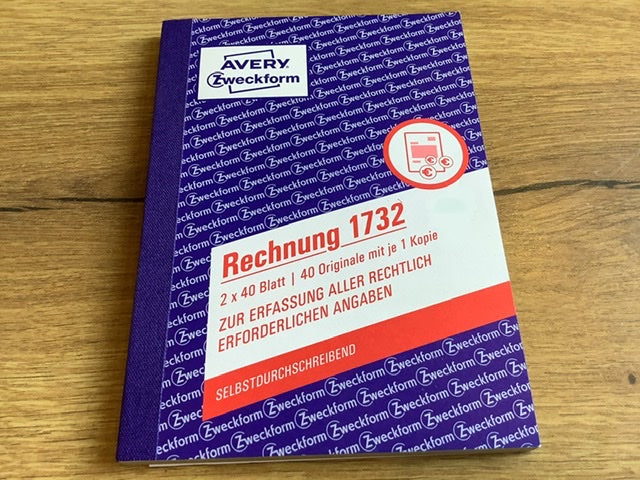 AVERY
Zweckform
Rechnung 1732
2 x 40 Blatt | 40 Originale mit je 1 Kopie
ZUR ERFASSUNG ALLER RECHTLICH
ERFORDERLICHEN ANGABEN
SELBSTDURCHSCHREIBEND